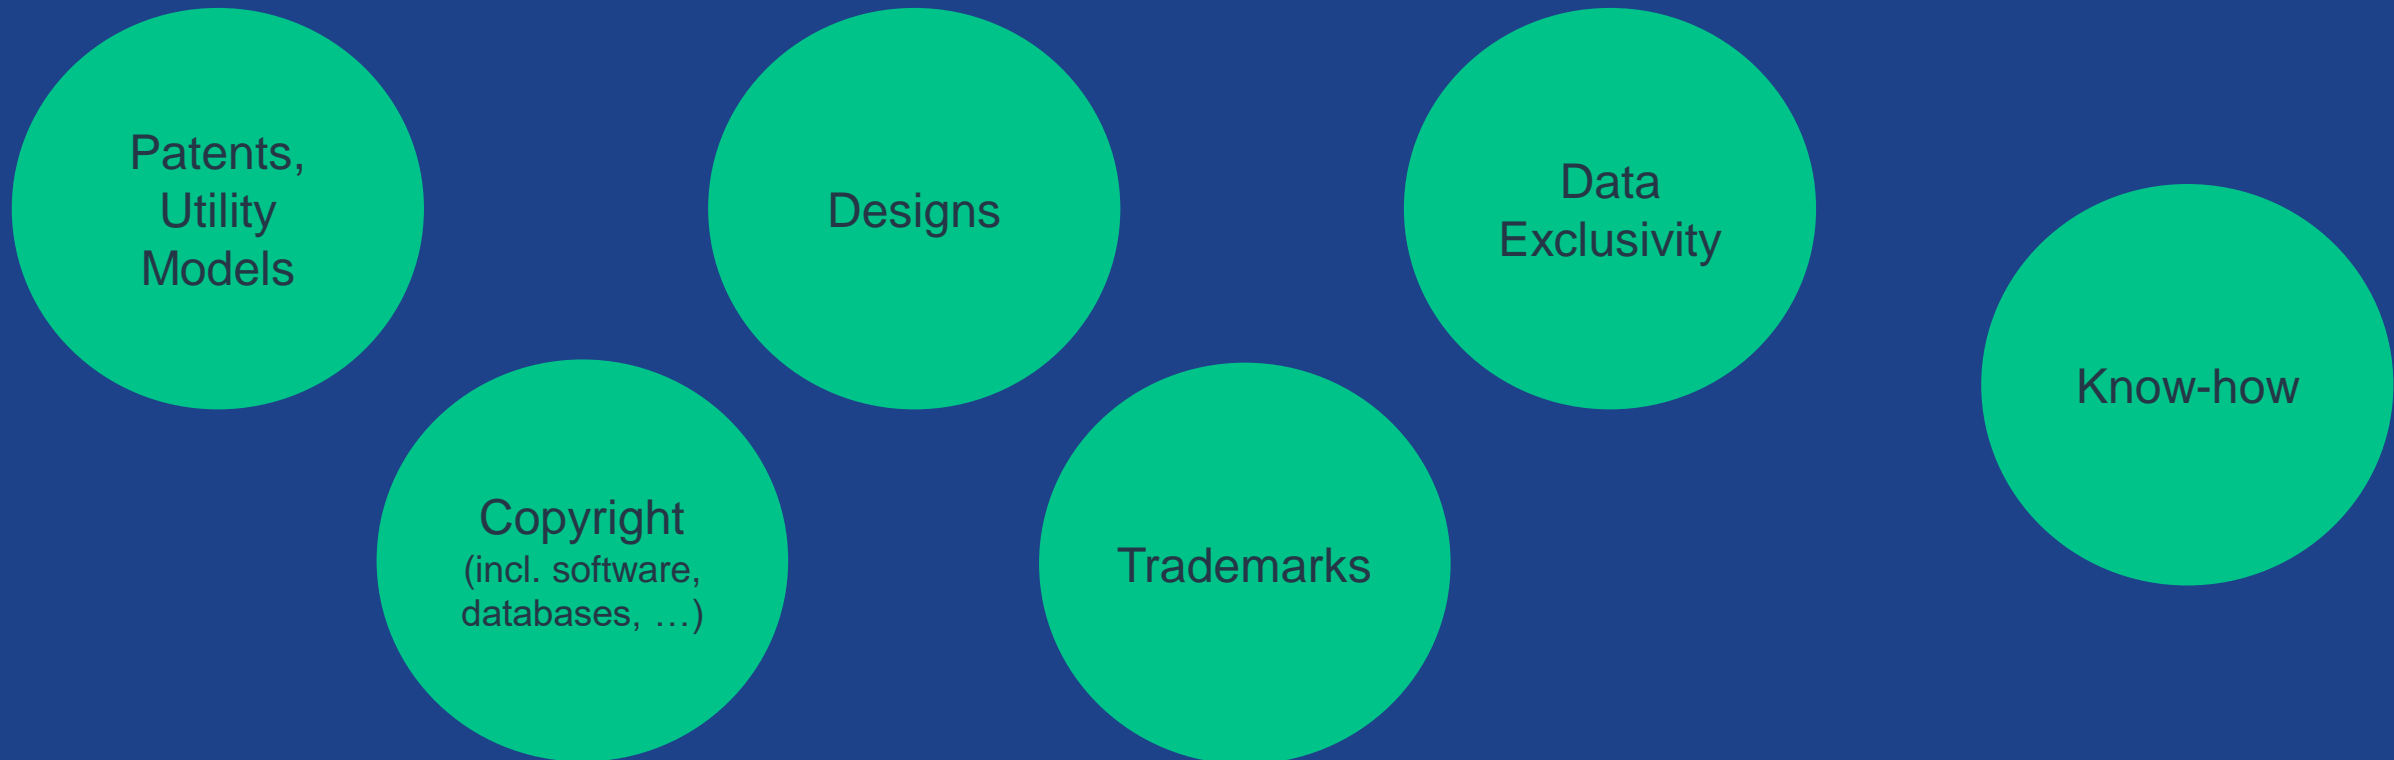 Patents,
Utility
Models
Copyright
(incl. software,
databases, …)
Designs
Trademarks
Data
Exclusivity
Know-how